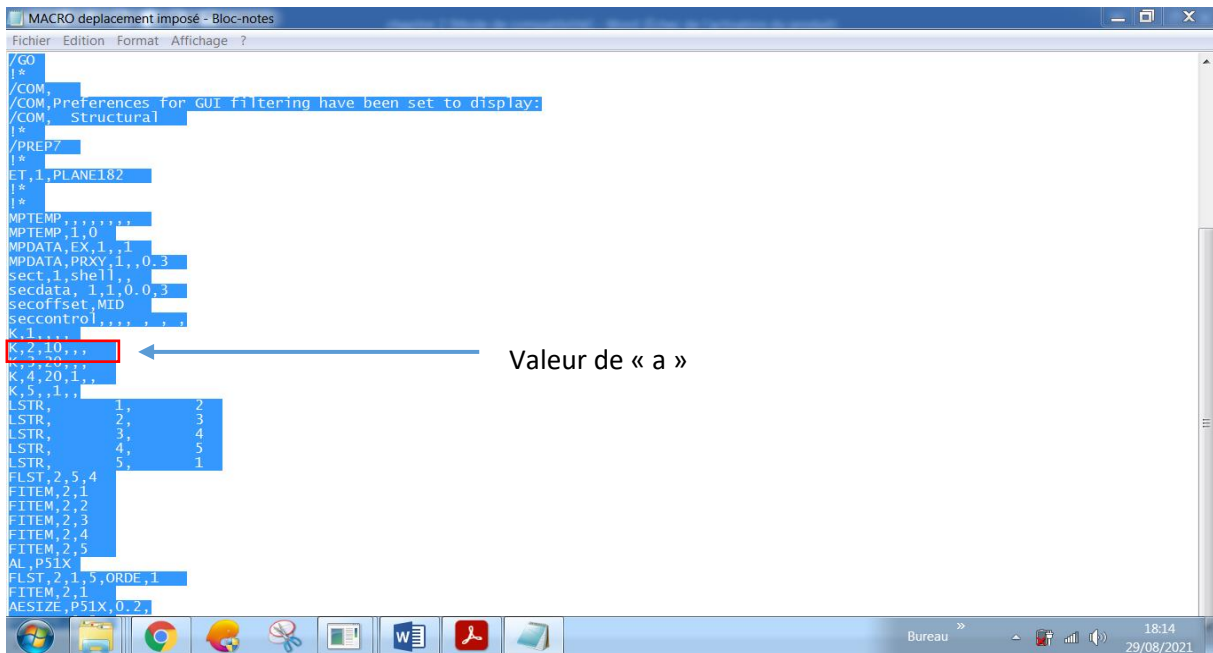 MACRO deplacement imposé - Bloc-notes
Fichier Edition Format Affichage ?
/GO
!*
/COM,
/COM,Preferences for GUI filtering have been set to display:
/COM,  Structural
!*
/PREP7
!*
ET,1,PLANE182
!*
!*
MPTEMP,,,,,,,,
MPTEMP,1,0
MPDATA,EX,1,,1
MPDATA,PRXY,1,,0.3
sect,1,shell,,
secdata, 1,1,0.0,3
secoffset,MID
seccontrol,,,, , , ,
K,1,,,,
K,2,10,,,
K,3,20,,,
K,4,20,1,,
K,5,,1,,
LSTR,       1,       2
LSTR,       2,       3
LSTR,       3,       4
LSTR,       4,       5
LSTR,       5,       1
FLST,2,5,4
FITEM,2,1
FITEM,2,2
FITEM,2,3
FITEM,2,4
FITEM,2,5
AL,P51X
FLST,2,1,5,ORDE,1
FITEM,2,1
AESIZE,P51X,0.2,
Valeur de « a »
Bureau
18:14
29/08/2021